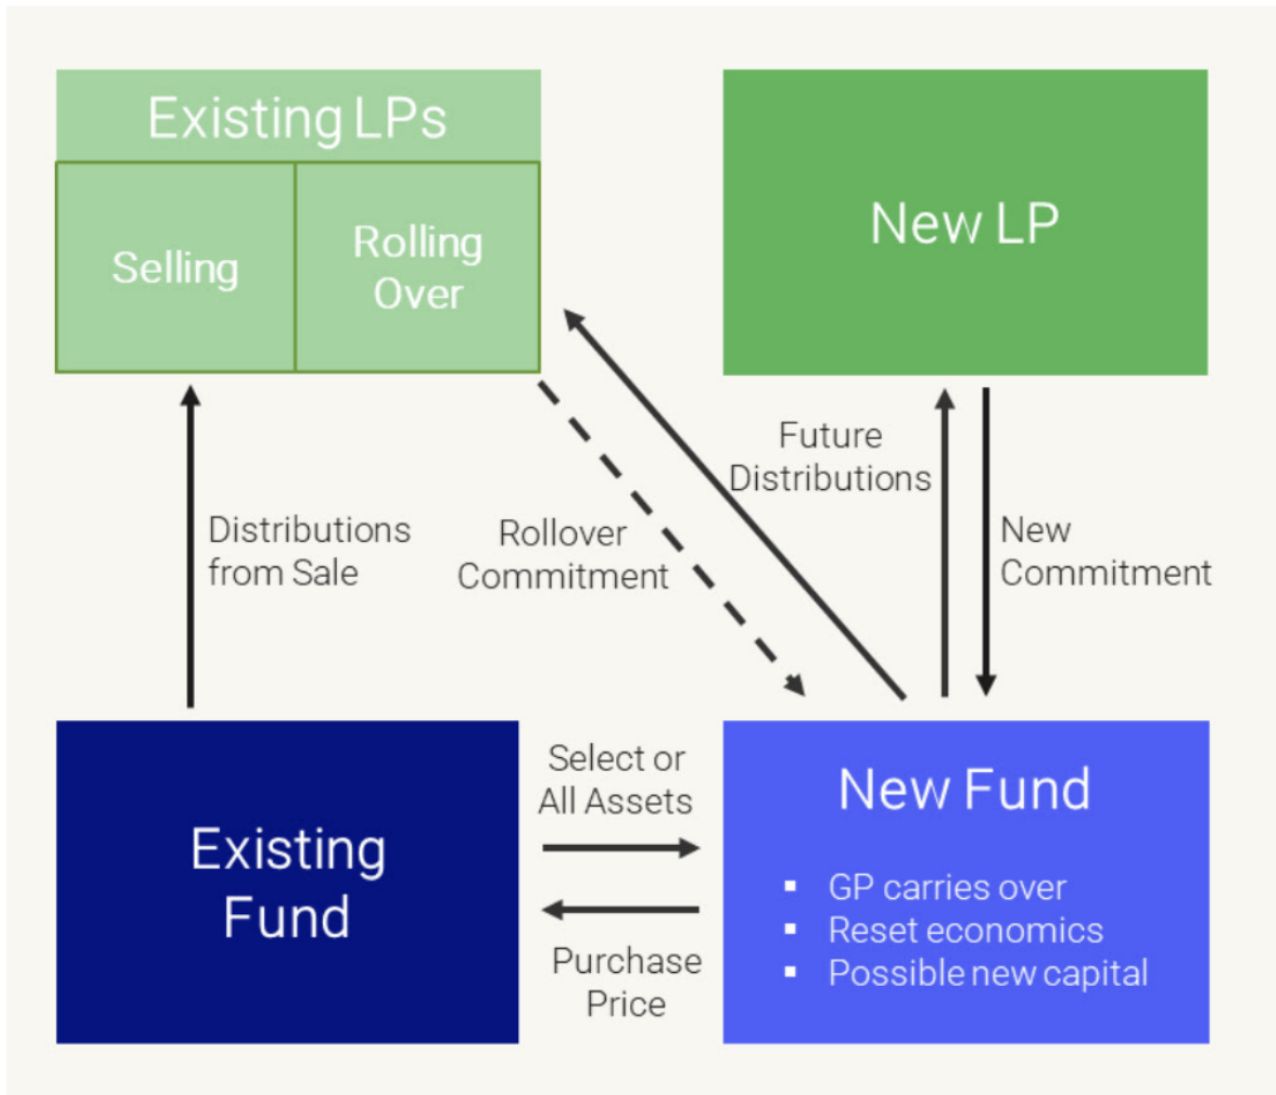 Existing LPs
Selling
Rolling
Over
New LP
Future
Distributions
Distributions
from Sale
Rollover
Commitment
New
Commitment
Existing
Fund
Select or
All Assets
Purchase
Price
New Fund
▪ GP carries over
▪ Reset economics
▪ Possible new capital